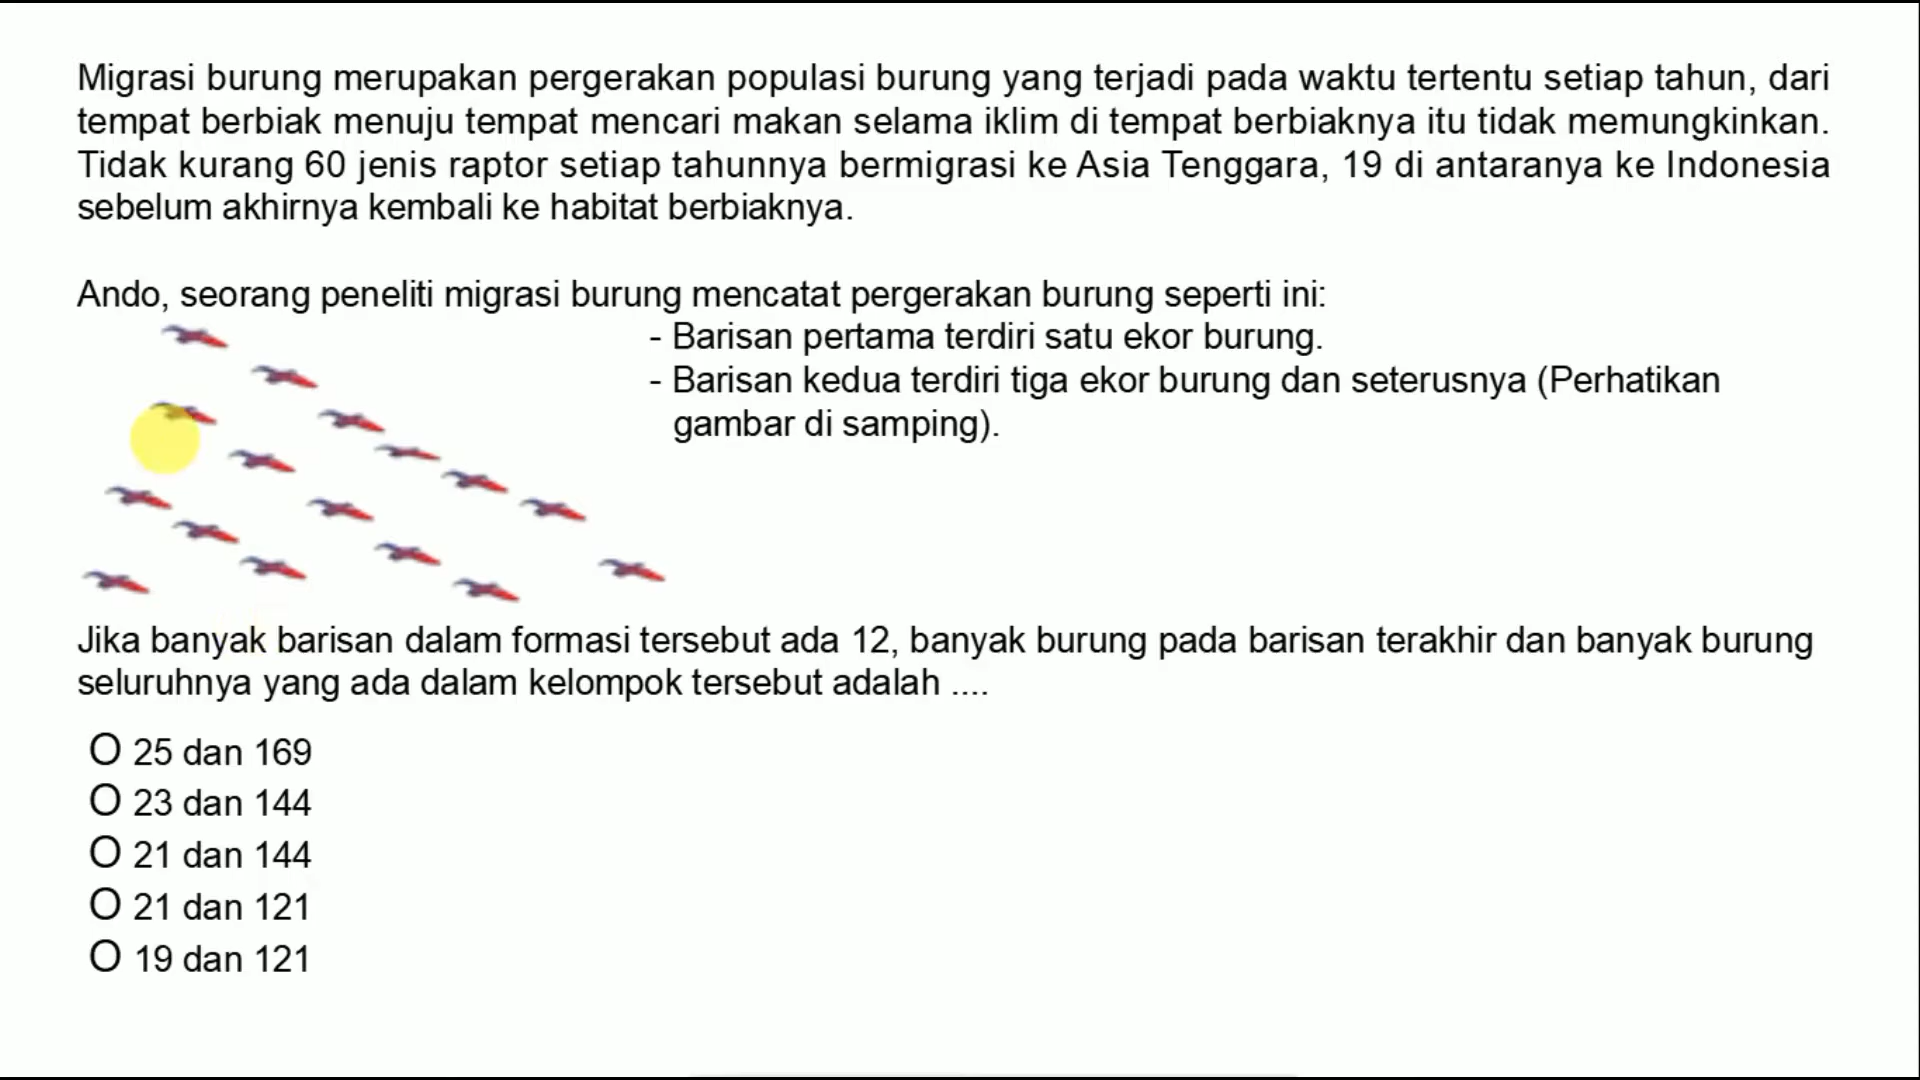 Migrasi burung merupakan pergerakan populasi burung yang terjadi pada waktu tertentu setiap tahun, dari
tempat berbiak menuju tempat mencari makan selama iklim di tempat berbiaknya itu tidak memungkinkan.
Tidak kurang 60 jenis raptor setiap tahunnya bermigrasi ke Asia Tenggara, 19 di antaranya ke Indonesia
sebelum akhirnya kembali ke habitat berbiaknya.
Ando, seorang peneliti migrasi burung mencatat pergerakan burung seperti ini:
- Barisan pertama terdiri satu ekor burung.
- Barisan kedua terdiri tiga ekor burung dan seterusnya (Perhatikan
gambar di samping).
Jika banyak barisan dalam formasi tersebut ada 12, banyak burung pada barisan terakhir dan banyak burung
seluruhnya yang ada dalam kelompok tersebut adalah ....
O 25 dan 169
O 23 dan 144
O 21 dan 144
O 21 dan 121
O 19 dan 121